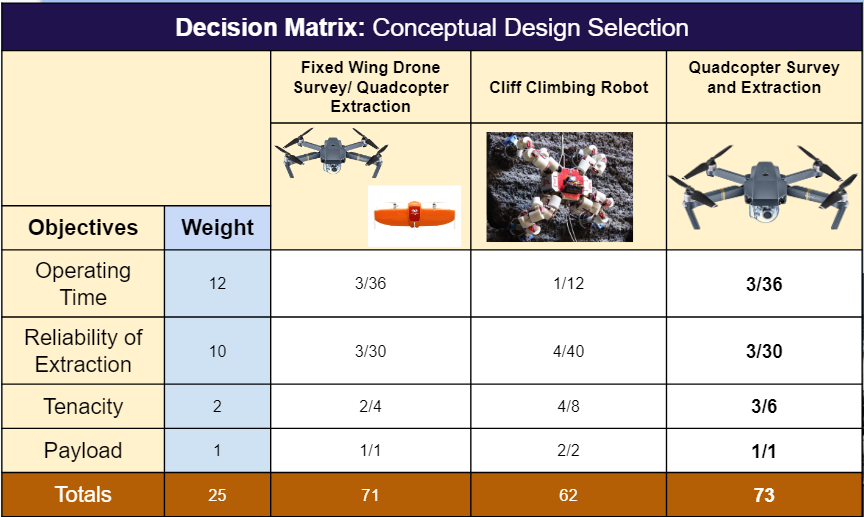 Decision Matrix: Conceptual Design Selection
Fixed Wing Drone
Survey/ Quadcopter
Extraction
Cliff Climbing Robot
Quadcopter Survey
and Extraction
Objectives
Weight
Operating
Time
12
3/36
1/12
3/36
Reliability of
Extraction
10
3/30
4/40
3/30
Tenacity
2
2/4
4/8
3/6
Payload
1
1/1
2/2
1/1
Totals
25
71
62
73